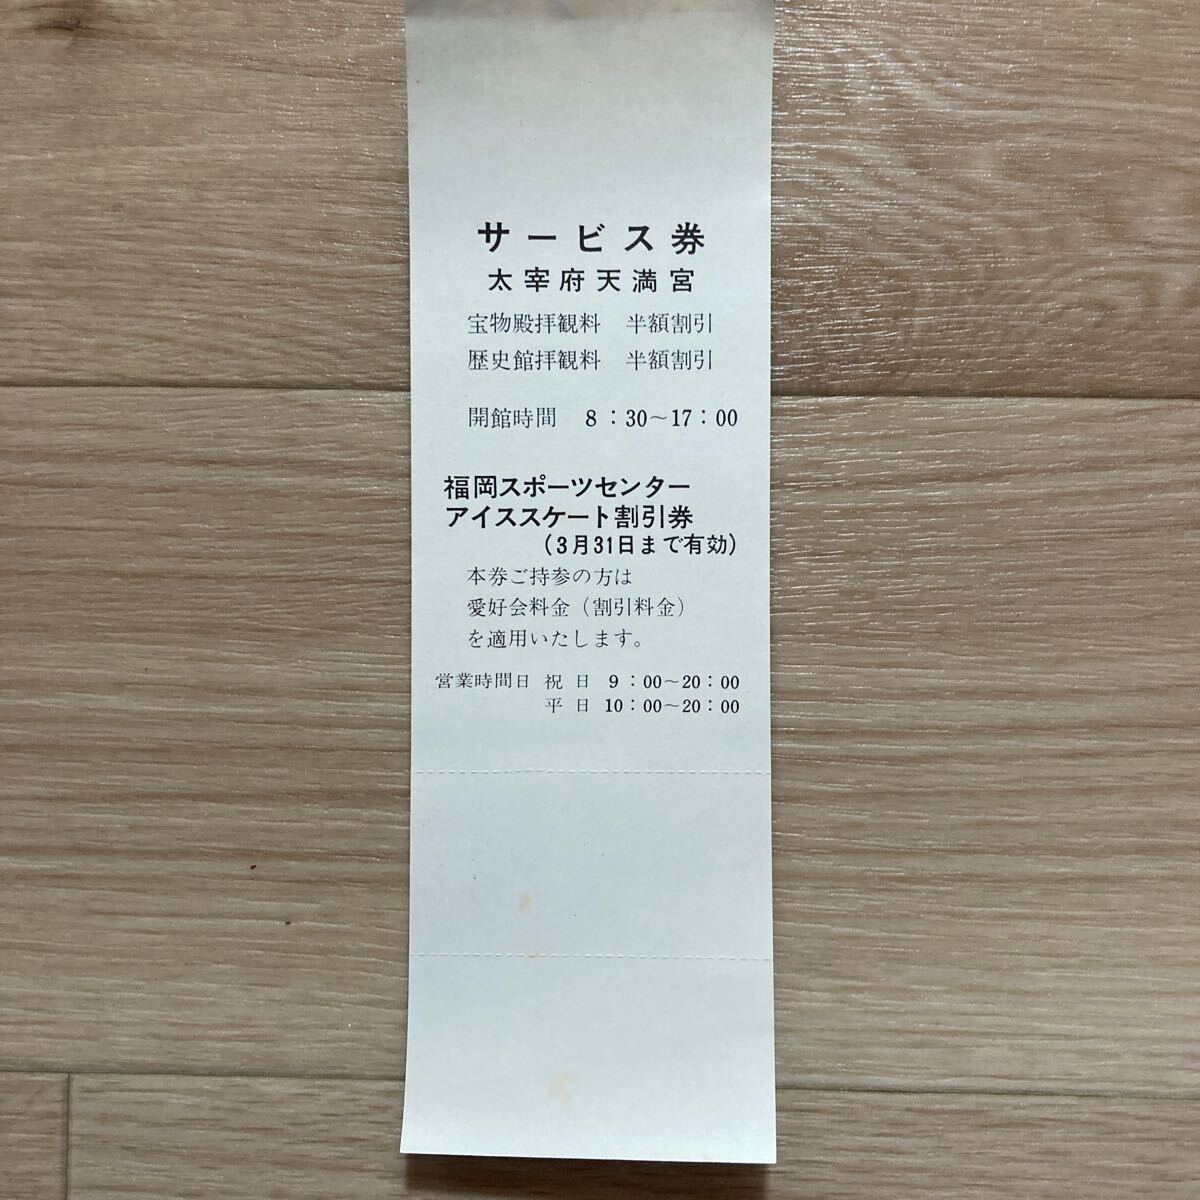 サービス券
太宰府天満宮
宝物殿拝観料 半額割引
歴史館拝観料 半額割引
開館時間 8:30〜17:00
福岡スポーツセンター
アイススケート割引券
(3月31日まで有効)
本券ご持参の方は
愛好会料金(割引料金)
を適用いたします。
営業時間日 祝 日 9:00〜20:00
平 日 10:00〜20:00